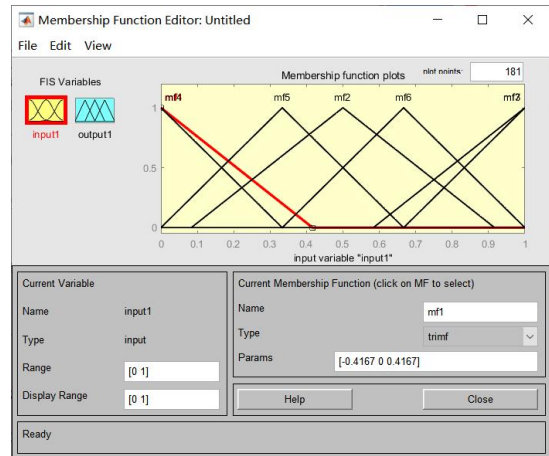 Membership Function Editor: Untitled
File Edit View
FIS Variables
input1 output1
Membership function plots
plot points:
181
mf5 mf2 mf6
1
0.5
0
0 0.1 0.2 0.3 0.4 0.5 0.6 0.7 0.8 0.9 1
input variable "input1"
Current Variable
Name input1
Type input
Range [0 1]
Display Range [0 1]
Current Membership Function (click on MF to select)
Name mf1
Type trimf
Params [-0.4167 0 0.4167]
Help Close
Ready